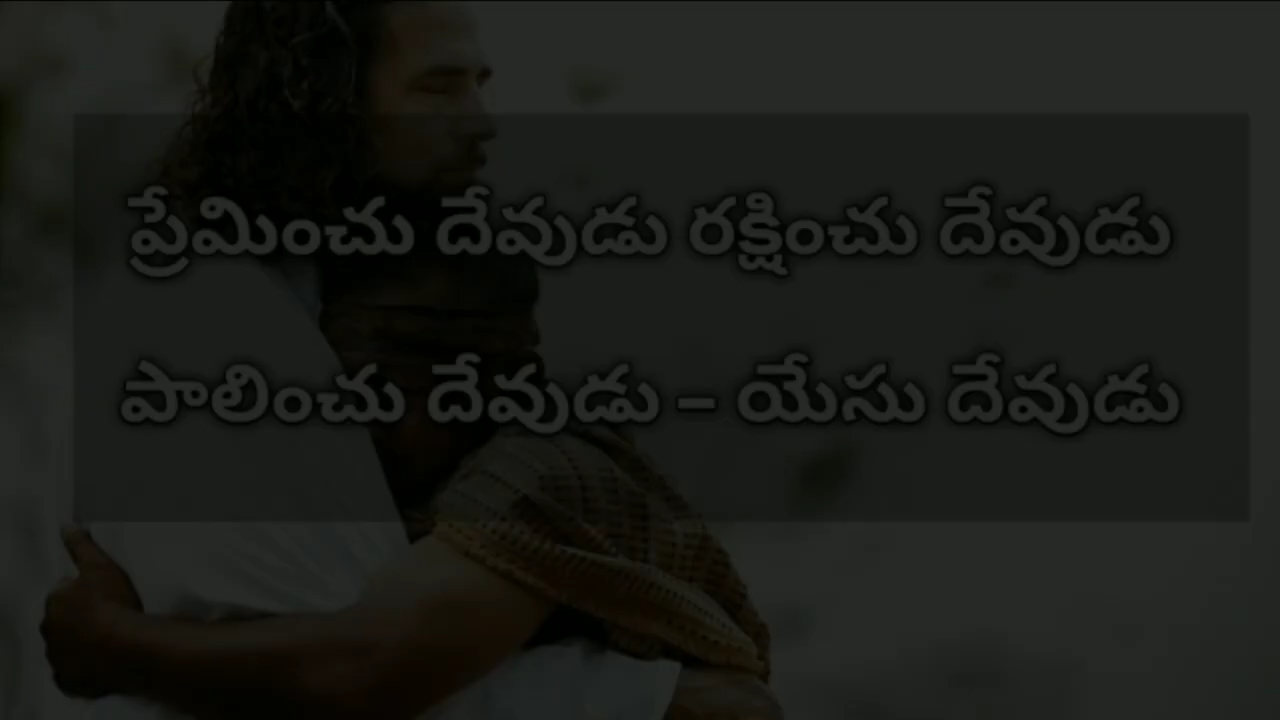 ప్రేమించు దేవుడు రక్షించు దేవుడు
పాలించు దేవుడు – యేసు దేవుడు